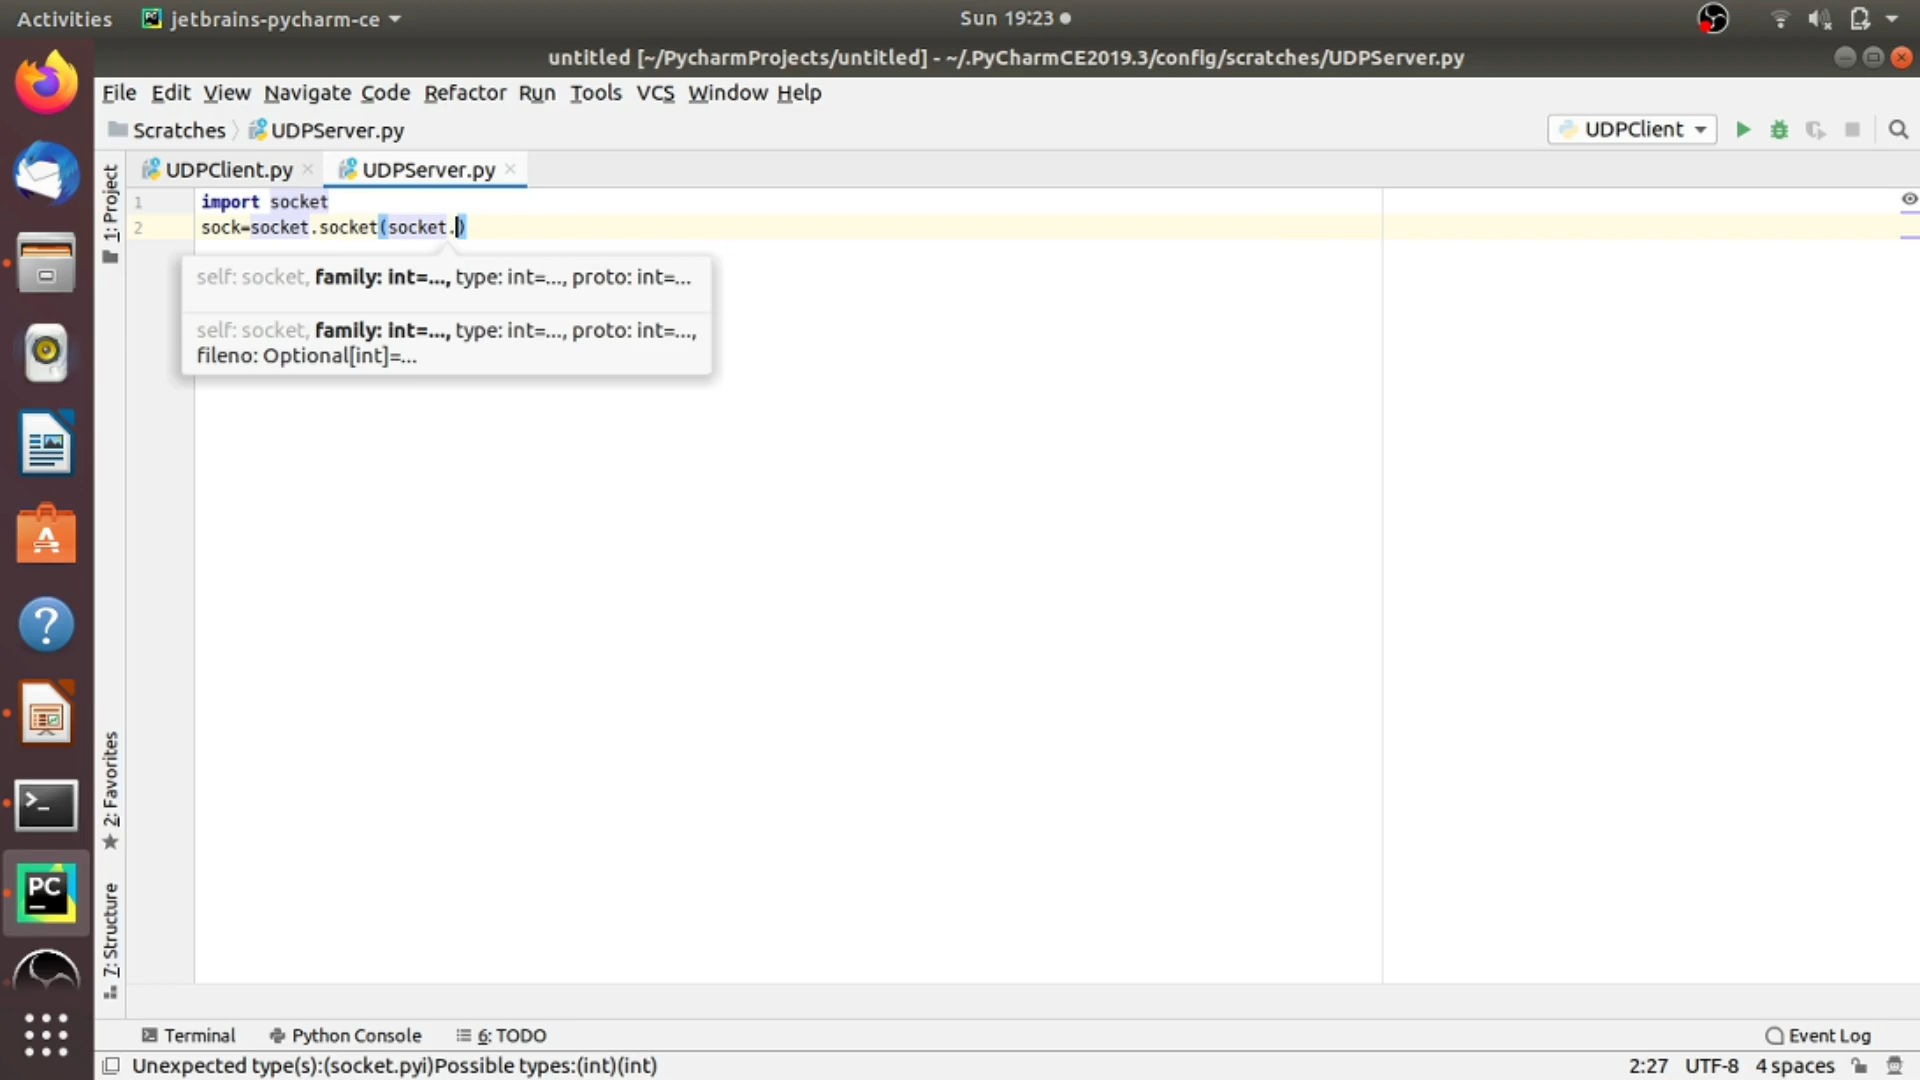 Activities jetbrains-pycharm-ce Sun 19:23
untitled [~/PycharmProjects/untitled] - ~/.PyCharmCE2019.3/config/scratches/UDPServer.py
File Edit View Navigate Code Refactor Run Tools VCS Window Help
Scratches UDPServer.py UDPClient
UDPClient.py UDPServer.py
1 import socket
2 sock=socket.socket(socket.)
self: socket, family: int=..., type: int=..., proto: int=...
self: socket, family: int=..., type: int=..., proto: int=...,
fileno: Optional[int]=...
1: Project
2: Favorites
PC
7: Structure
Terminal Python Console 6: TODO Event Log
Unexpected type(s):(socket.pyi)Possible types:(int)(int) 2:27 UTF-8 4 spaces